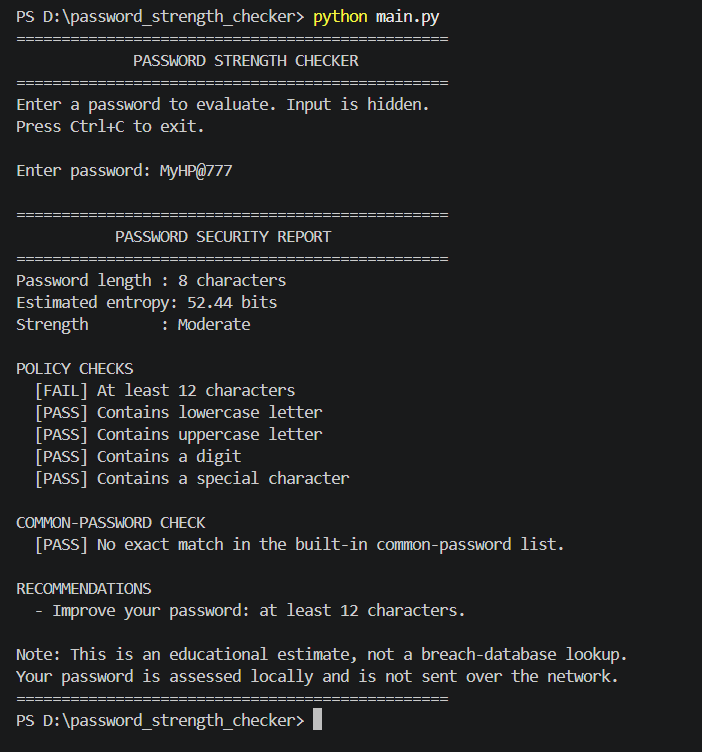 PS D:\password_strength_checker> python main.py
================================================
PASSWORD STRENGTH CHECKER
================================================
Enter a password to evaluate. Input is hidden.
Press Ctrl+C to exit.
Enter password: MyHP@777
================================================
PASSWORD SECURITY REPORT
================================================
Password length : 8 characters
Estimated entropy: 52.44 bits
Strength        : Moderate
POLICY CHECKS
[FAIL] At least 12 characters
[PASS] Contains lowercase letter
[PASS] Contains uppercase letter
[PASS] Contains a digit
[PASS] Contains a special character
COMMON-PASSWORD CHECK
[PASS] No exact match in the built-in common-password list.
RECOMMENDATIONS
- Improve your password: at least 12 characters.
Note: This is an educational estimate, not a breach-database lookup.
Your password is assessed locally and is not sent over the network.
================================================
PS D:\password_strength_checker>